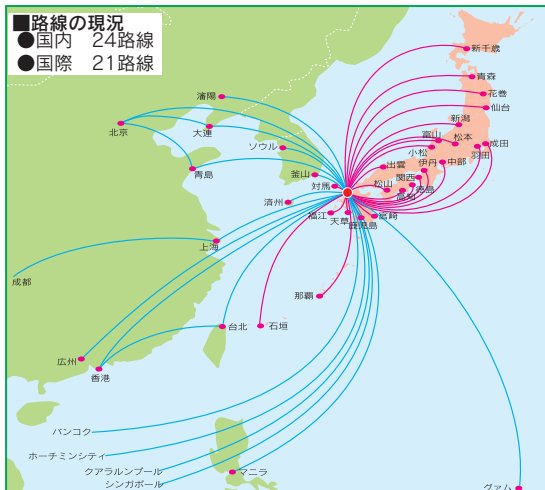 ■路線の現況
●国内　24路線
●国際　21路線
新千歳
青森
花巻
仙台
新潟
富山
松本
成田
羽田
小松
伊丹
中部
出雲
関西
徳島
松山
高知
瀋陽
北京
大連
ソウル
青島
釜山
対馬
済州
福江
天草
宮崎
鹿児島
上海
成都
那覇
台北
石垣
広州
香港
バンコク
ホーチミンシティ
クアラルンプール
シンガポール
マニラ
グァム